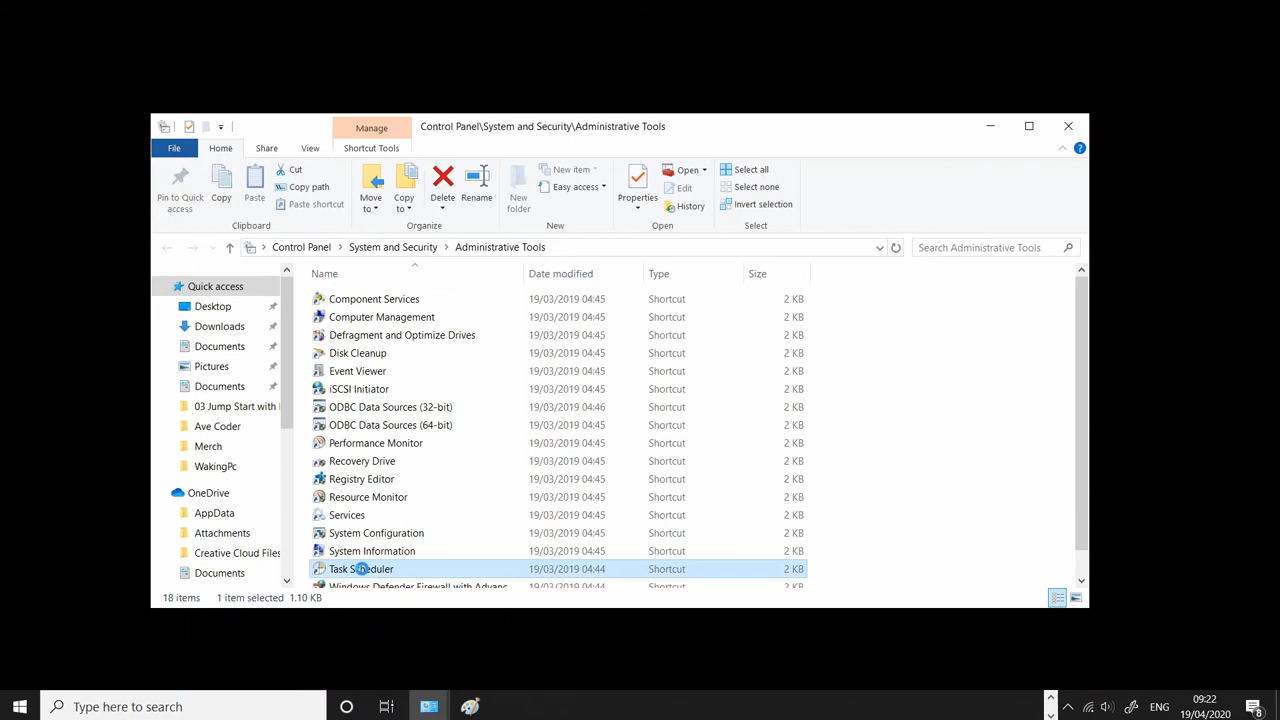 Manage
Control Panel\System and Security\Administrative Tools
File
Home
Share
View
Shortcut Tools
Pin to Quick
access
Copy
Paste
Cut
Copy path
Paste shortcut
Clipboard
Move
to
Copy
to
Delete
Rename
Organize
New
folder
New item
Easy access
New
Properties
Open
Edit
History
Open
Select all
Select none
Invert selection
Select
Control Panel
System and Security
Administrative Tools
Search Administrative Tools
Quick access
Desktop
Downloads
Documents
Pictures
Documents
03 Jump Start with
Ave Coder
Merch
WakingPc
OneDrive
AppData
Attachments
Creative Cloud Files
Documents
Name Date modified Type Size
Component Services 19/03/2019 04:45 Shortcut 2 KB
Computer Management 19/03/2019 04:45 Shortcut 2 KB
Defragment and Optimize Drives 19/03/2019 04:45 Shortcut 2 KB
Disk Cleanup 19/03/2019 04:45 Shortcut 2 KB
Event Viewer 19/03/2019 04:45 Shortcut 2 KB
iSCSI Initiator 19/03/2019 04:45 Shortcut 2 KB
ODBC Data Sources (32-bit) 19/03/2019 04:46 Shortcut 2 KB
ODBC Data Sources (64-bit) 19/03/2019 04:45 Shortcut 2 KB
Performance Monitor 19/03/2019 04:45 Shortcut 2 KB
Recovery Drive 19/03/2019 04:45 Shortcut 2 KB
Registry Editor 19/03/2019 04:45 Shortcut 2 KB
Resource Monitor 19/03/2019 04:45 Shortcut 2 KB
Services 19/03/2019 04:45 Shortcut 2 KB
System Configuration 19/03/2019 04:45 Shortcut 2 KB
System Information 19/03/2019 04:45 Shortcut 2 KB
Task Scheduler 19/03/2019 04:44 Shortcut 2 KB
Windows Defender Firewall with Advanc
18 items 1 item selected 1.10 KB
Type here to search
ENG
09:22
19/04/2020
8